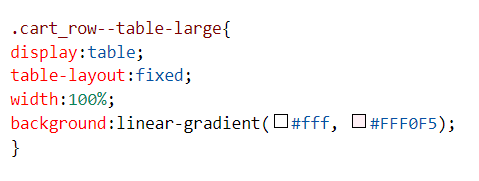 .cart_row--table-large{
display:table;
table-layout:fixed;
width:100%;
background:linear-gradient(#fff, #FFF0F5);
}